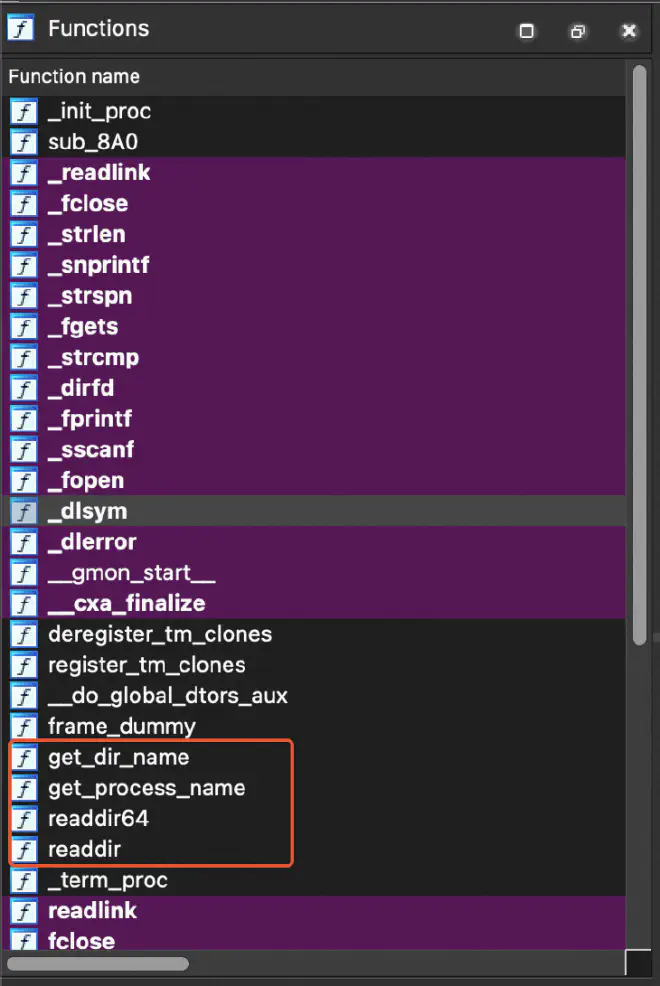 Functions
Function name
_init_proc
sub_8A0
_readlink
_fclose
_strlen
_snprintf
_strspn
_fgets
_strcmp
_dirfd
_fprintf
_sscanf
_fopen
_dlsym
_dlerror
__gmon_start__
__cxa_finalize
deregister_tm_clones
register_tm_clones
__do_global_dtors_aux
frame_dummy
get_dir_name
get_process_name
readdir64
readdir
_term_proc
readlink
fclose